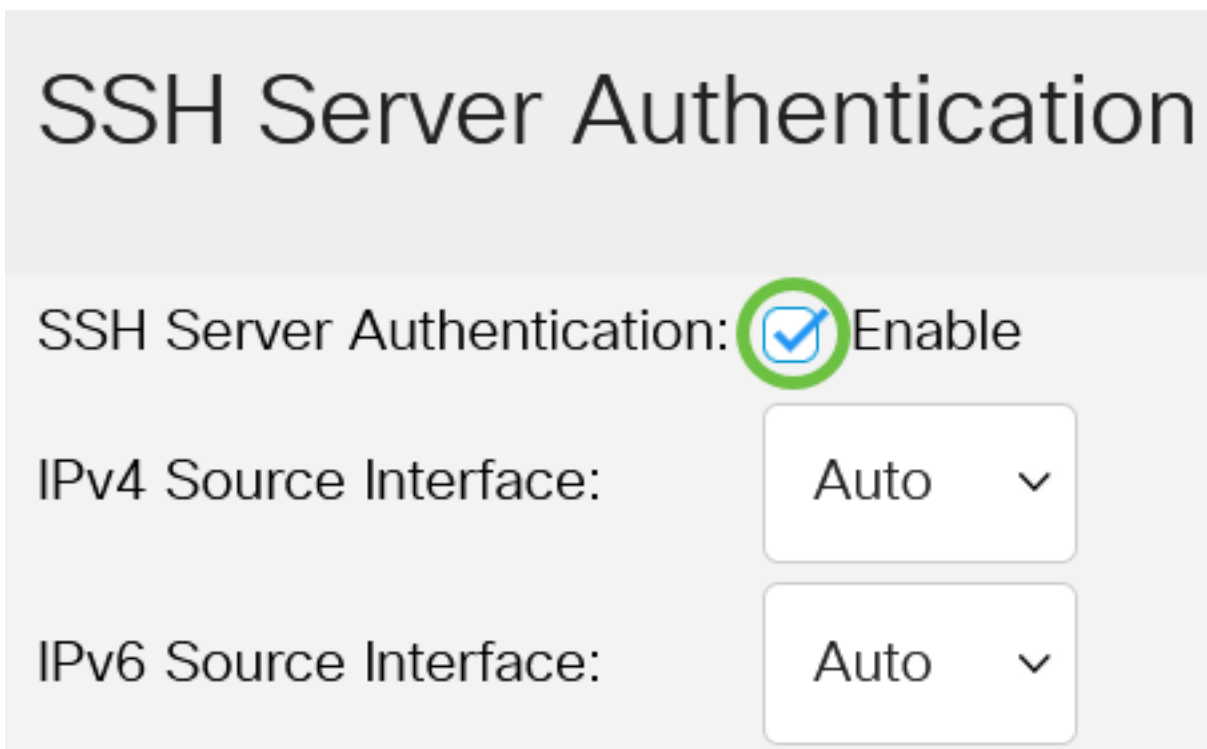 SSH Server Authentication
SSH Server Authentication: Enable
IPv4 Source Interface: Auto
IPv6 Source Interface: Auto